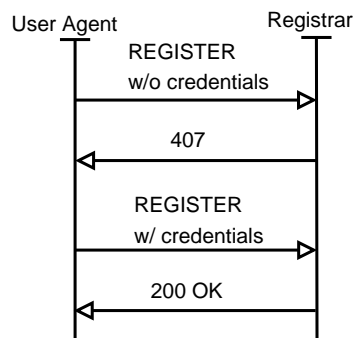 User Agent
Registrar
REGISTER
w/o credentials
407
REGISTER
w/ credentials
200 OK